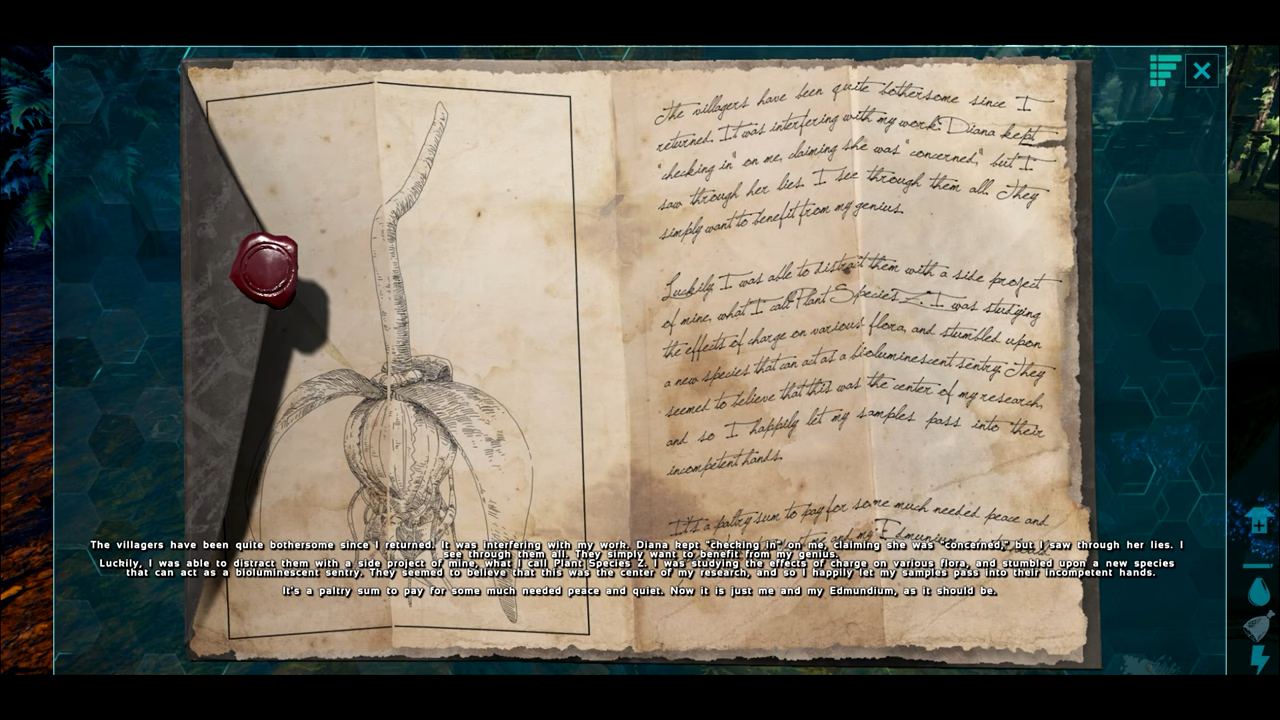 The villagers have been quite bothersome since I
returned. It was interfering with my work. Diana kept
"checking in" on me, claiming she was "concerned," but I
saw through her lies. I see through them all. They
simply want to benefit from my genius.
Luckily, I was able to distract them with a side project
of mine, what I call Plant Species Z. I was studying
the effects of charge on various flora, and stumbled upon
a new species that can act as a bioluminescent sentry. They
seemed to believe that this was the center of my research,
and so I happily let my samples pass into their
incompetent hands.
It's a paltry sum to pay for some much needed peace and
The villagers have been quite bothersome since I returned. It was interfering with my work. Diana kept "checking in" on me, claiming she was "concerned," but I saw through her lies. I
see through them all. They simply want to benefit from my genius.
Luckily, I was able to distract them with a side project of mine, what I call Plant Species Z. I was studying the effects of charge on various flora, and stumbled upon a new species
that can act as a bioluminescent sentry. They seemed to believe that this was the center of my research, and so I happily let my samples pass into their incompetent hands.
It's a paltry sum to pay for some much needed peace and quiet. Now it is just me and my Edmundium, as it should be.